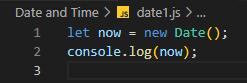 Date and Time > JS date1.js > ...
1 let now = new Date();
2 console.log(now);
3